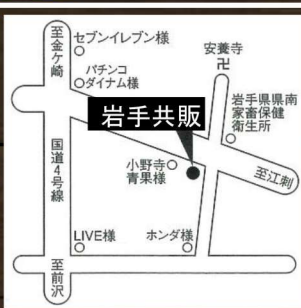 至金ケ崎
セブンイレブン様
パチンコ
ダイナム様
安養寺
卍
岩手共販
岩手県県南
家畜保健
衛生所
小野寺
青果様
至江刺
国道4号線
LIVE様
ホンダ様
至前沢